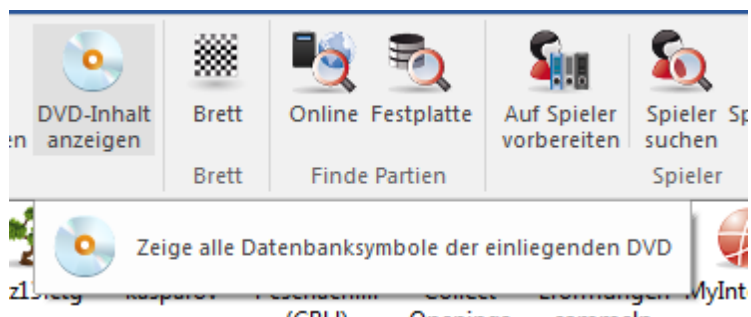 DVD-Inhalt
anzeigen
Brett
Online
Festplatte
Auf Spieler
vorbereiten
Spieler
suchen
Brett
Finde Partien
Spieler
Zeige alle Datenbanksymbole der einliegenden DVD